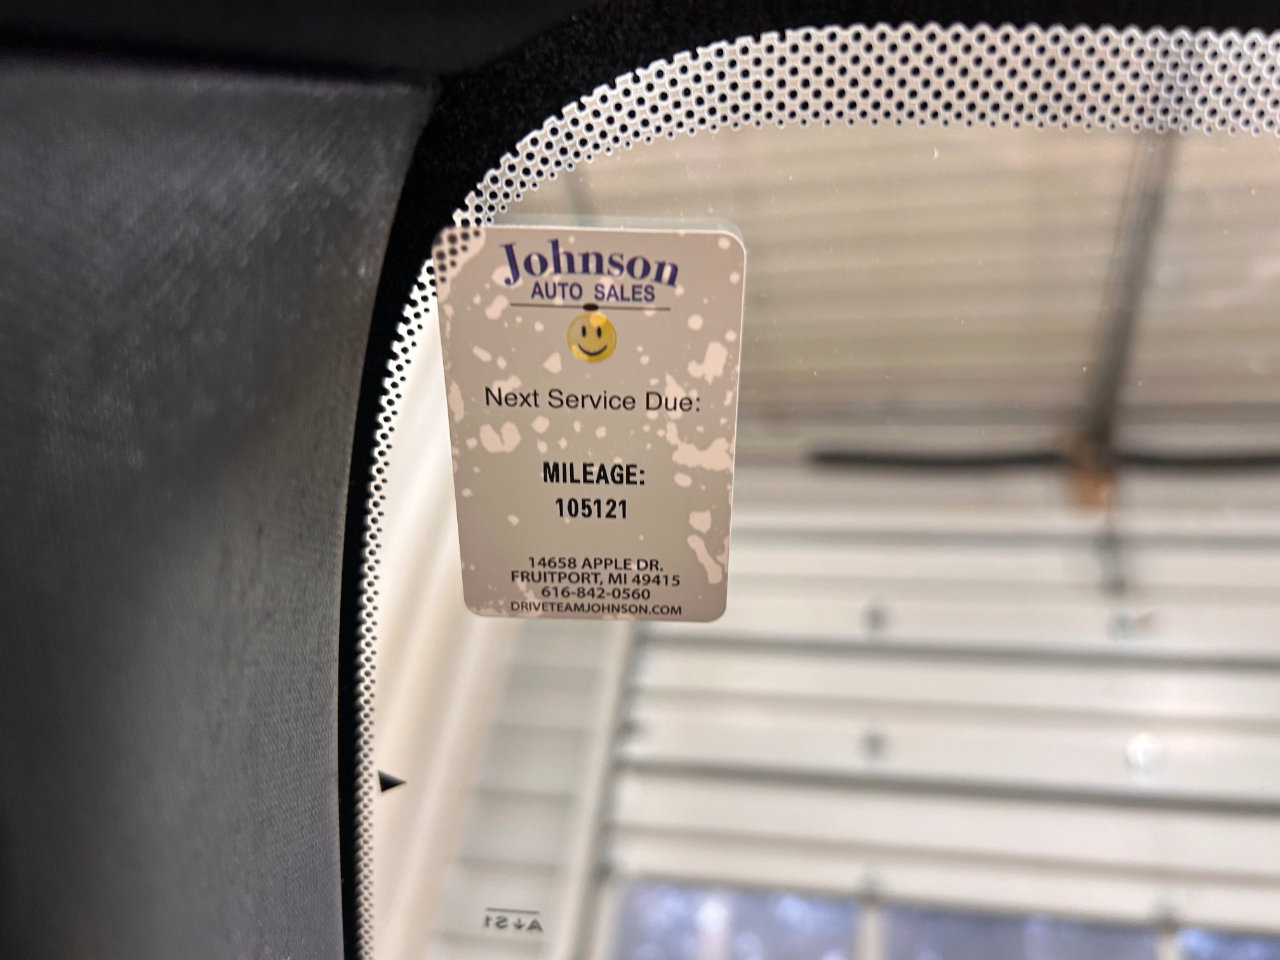 Johnson
AUTO SALES
Next Service Due:
MILEAGE:
105121
14658 APPLE DR.
FRUITPORT, MI 49415
616-842-0560
DRIVETEAMJOHNSON.COM
AS1